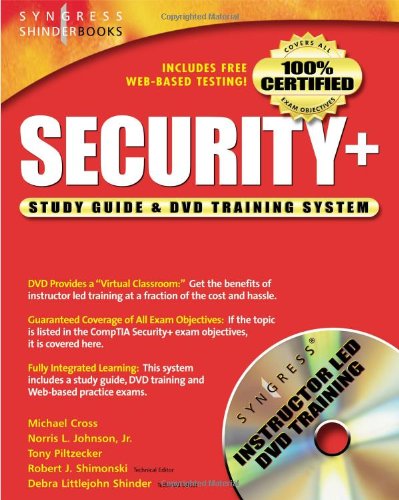 Copyrighted Material
SYNGRESS
SHINDERBOOKS
INCLUDES FREE
WEB-BASED TESTING!
COVERS ALL
100%
CERTIFIED
EXAM OBJECTIVES
SECURITY+
STUDY GUIDE & DVD TRAINING SYSTEM
DVD Provides a "Virtual Classroom:" Get the benefits of
instructor led training at a fraction of the cost and hassle.
Guaranteed Coverage of All Exam Objectives: If the topic
is listed in the CompTIA Security+ exam objectives,
it is covered here.
Fully Integrated Learning: This system
includes a study guide, DVD training and
Web-based practice exams.
Michael Cross
Norris L. Johnson, Jr.
Tony Piltzecker
Robert J. Shimonski Technical Editor
Debra Littlejohn Shinder
SYNGRESS®
INSTRUCTOR LED
DVD TRAINING